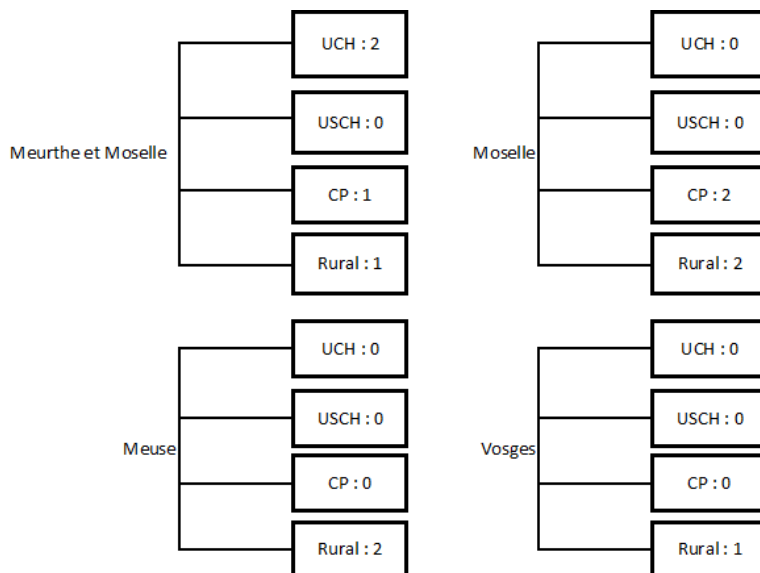 Meurthe et Moselle
UCH : 2
USCH : 0
CP : 1
Rural : 1
Moselle
UCH : 0
USCH : 0
CP : 2
Rural : 2
Meuse
UCH : 0
USCH : 0
CP : 0
Rural : 2
Vosges
UCH : 0
USCH : 0
CP : 0
Rural : 1